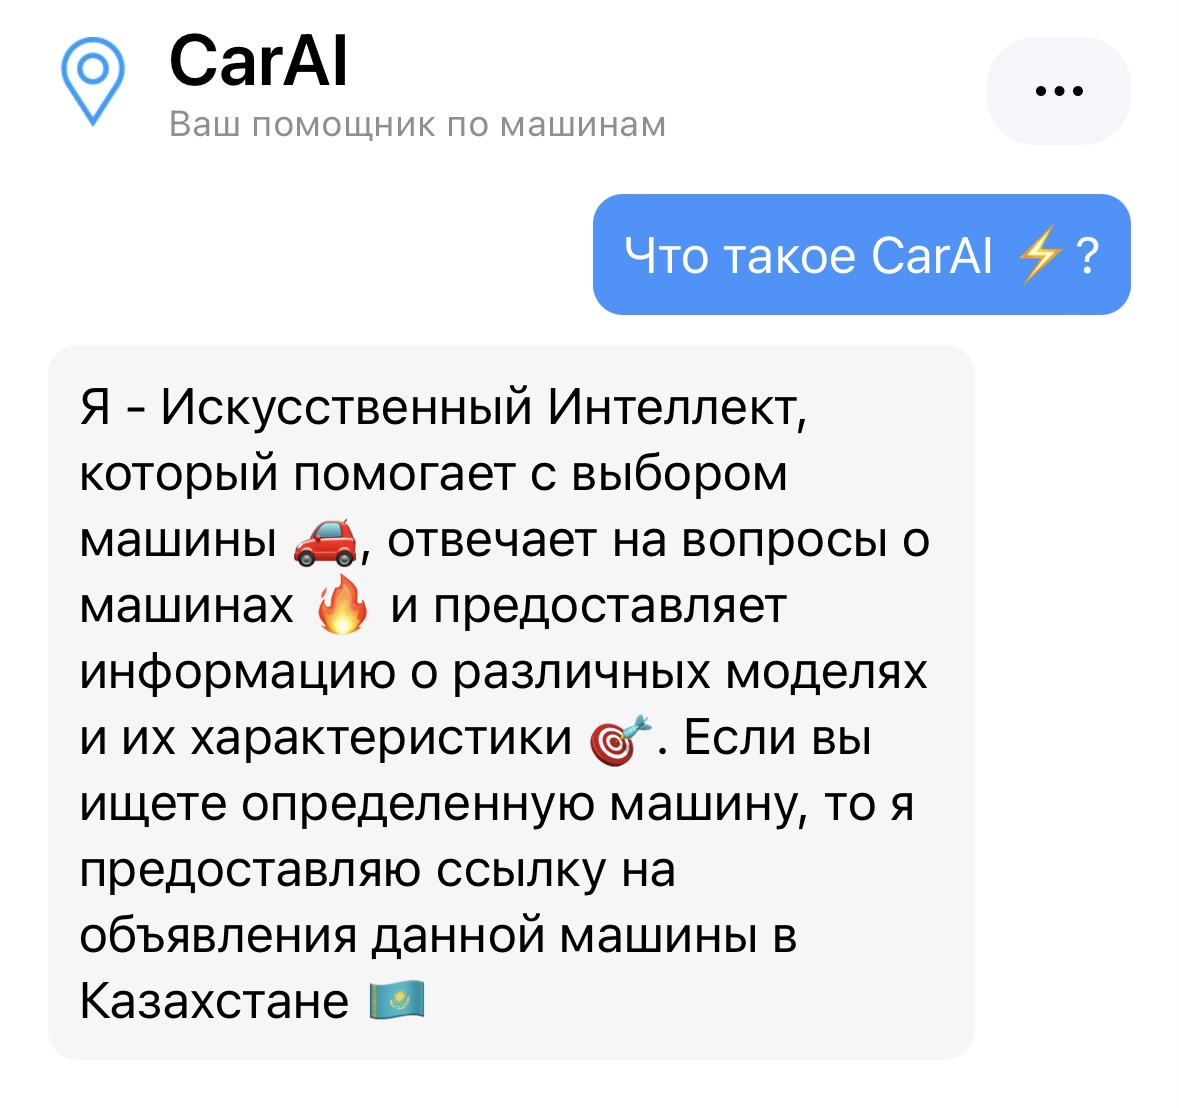 CarAI
Ваш помощник по машинам
Что такое CarAI ⚡?
Я - Искусственный Интеллект,
который помогает с выбором
машины 🚗, отвечает на вопросы о
машинах 🔥 и предоставляет
информацию о различных моделях
и их характеристики 🎯. Если вы
ищете определенную машину, то я
предоставляю ссылку на
объявления данной машины в
Казахстане 🇰🇿